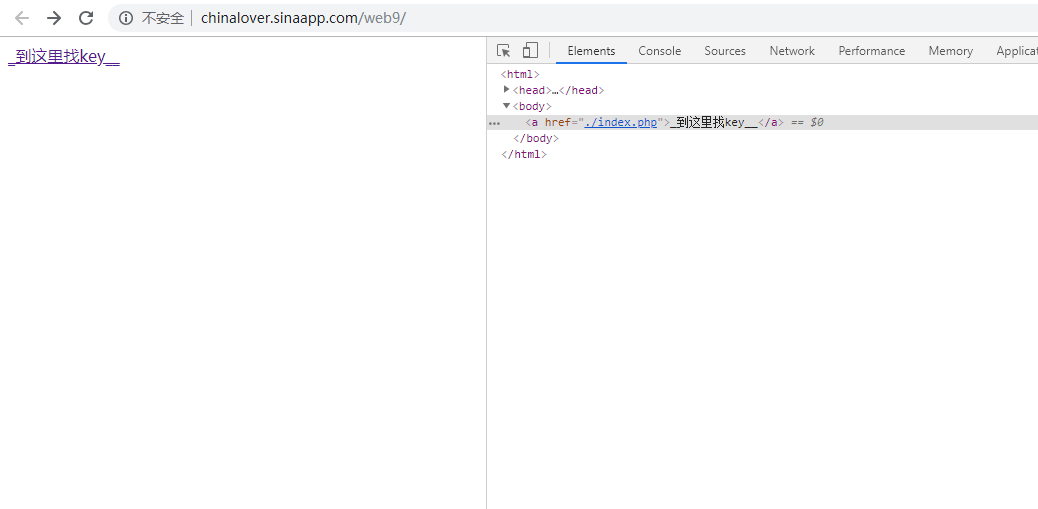 不安全 chinalover.sinaapp.com/web9/
_到这里找key__
Elements Console Sources Network Performance Memory Applicat
<html>
<head>…</head>
<body>
<a href="./index.php">_到这里找key__</a> == $0
</body>
</html>